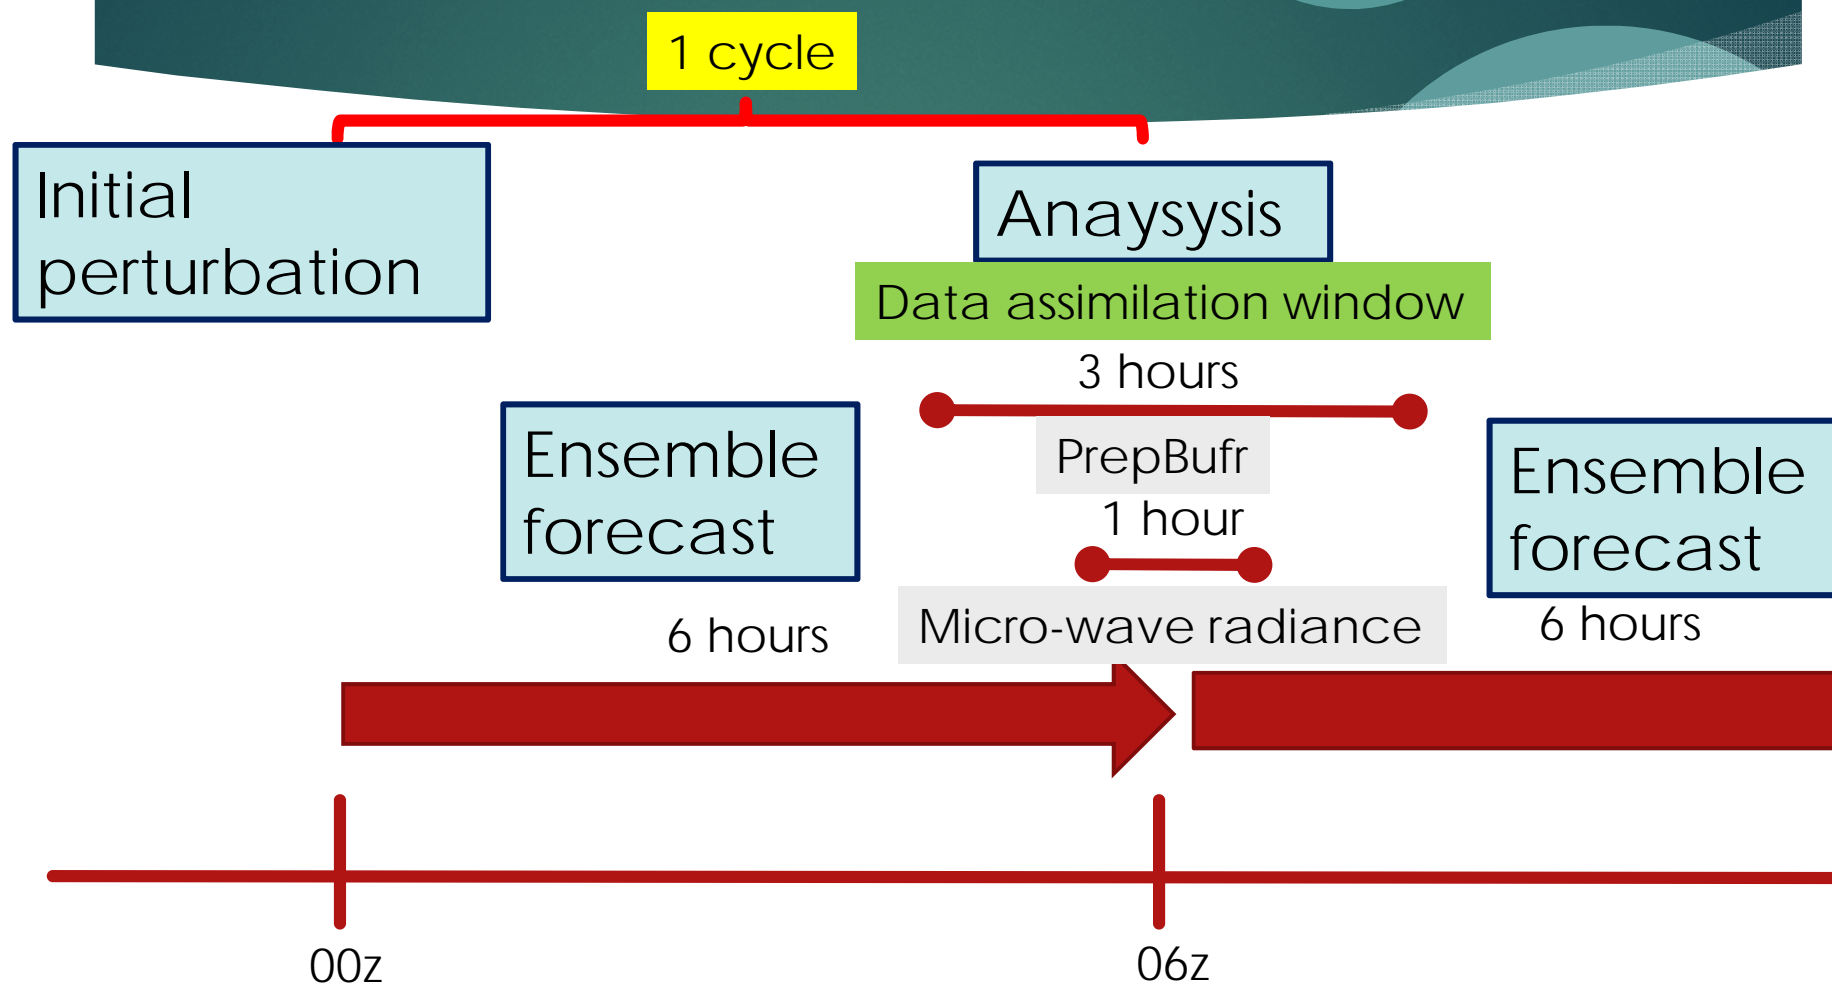 1 cycle
Initial
perturbation
Anaysysis
Data assimilation window
3 hours
PrepBufr
1 hour
Micro-wave radiance
Ensemble
forecast
6 hours
Ensemble
forecast
6 hours
00z
06z